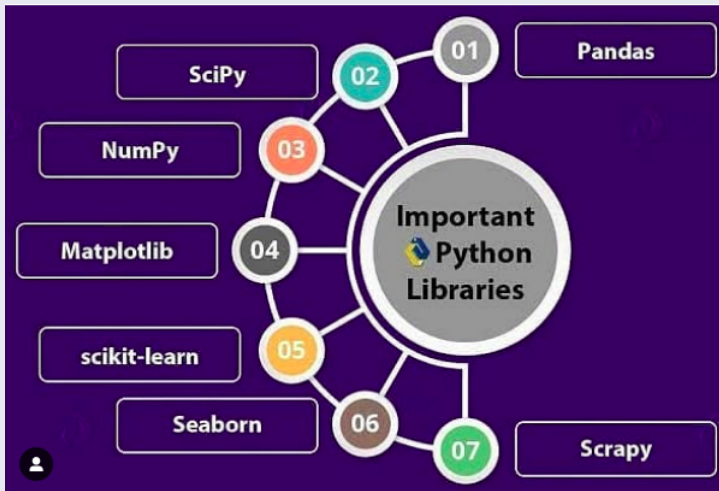 01
Pandas
02
SciPy
03
NumPy
04
Matplotlib
05
scikit-learn
06
Seaborn
07
Scrapy
Important
Python
Libraries